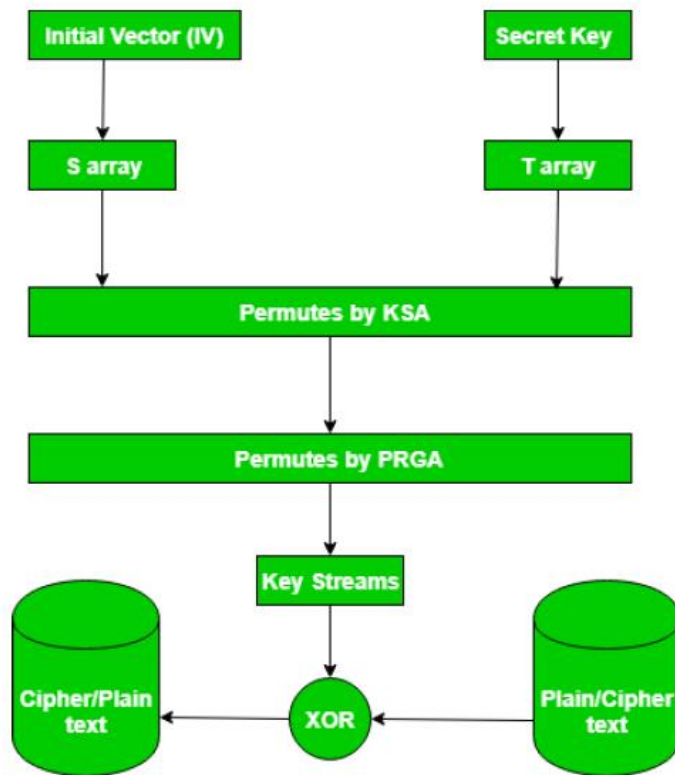 Initial Vector (IV)
Secret Key
S array
T array
Permutes by KSA
Permutes by PRGA
Key Streams
Cipher/Plain
text
XOR
Plain/Cipher
text